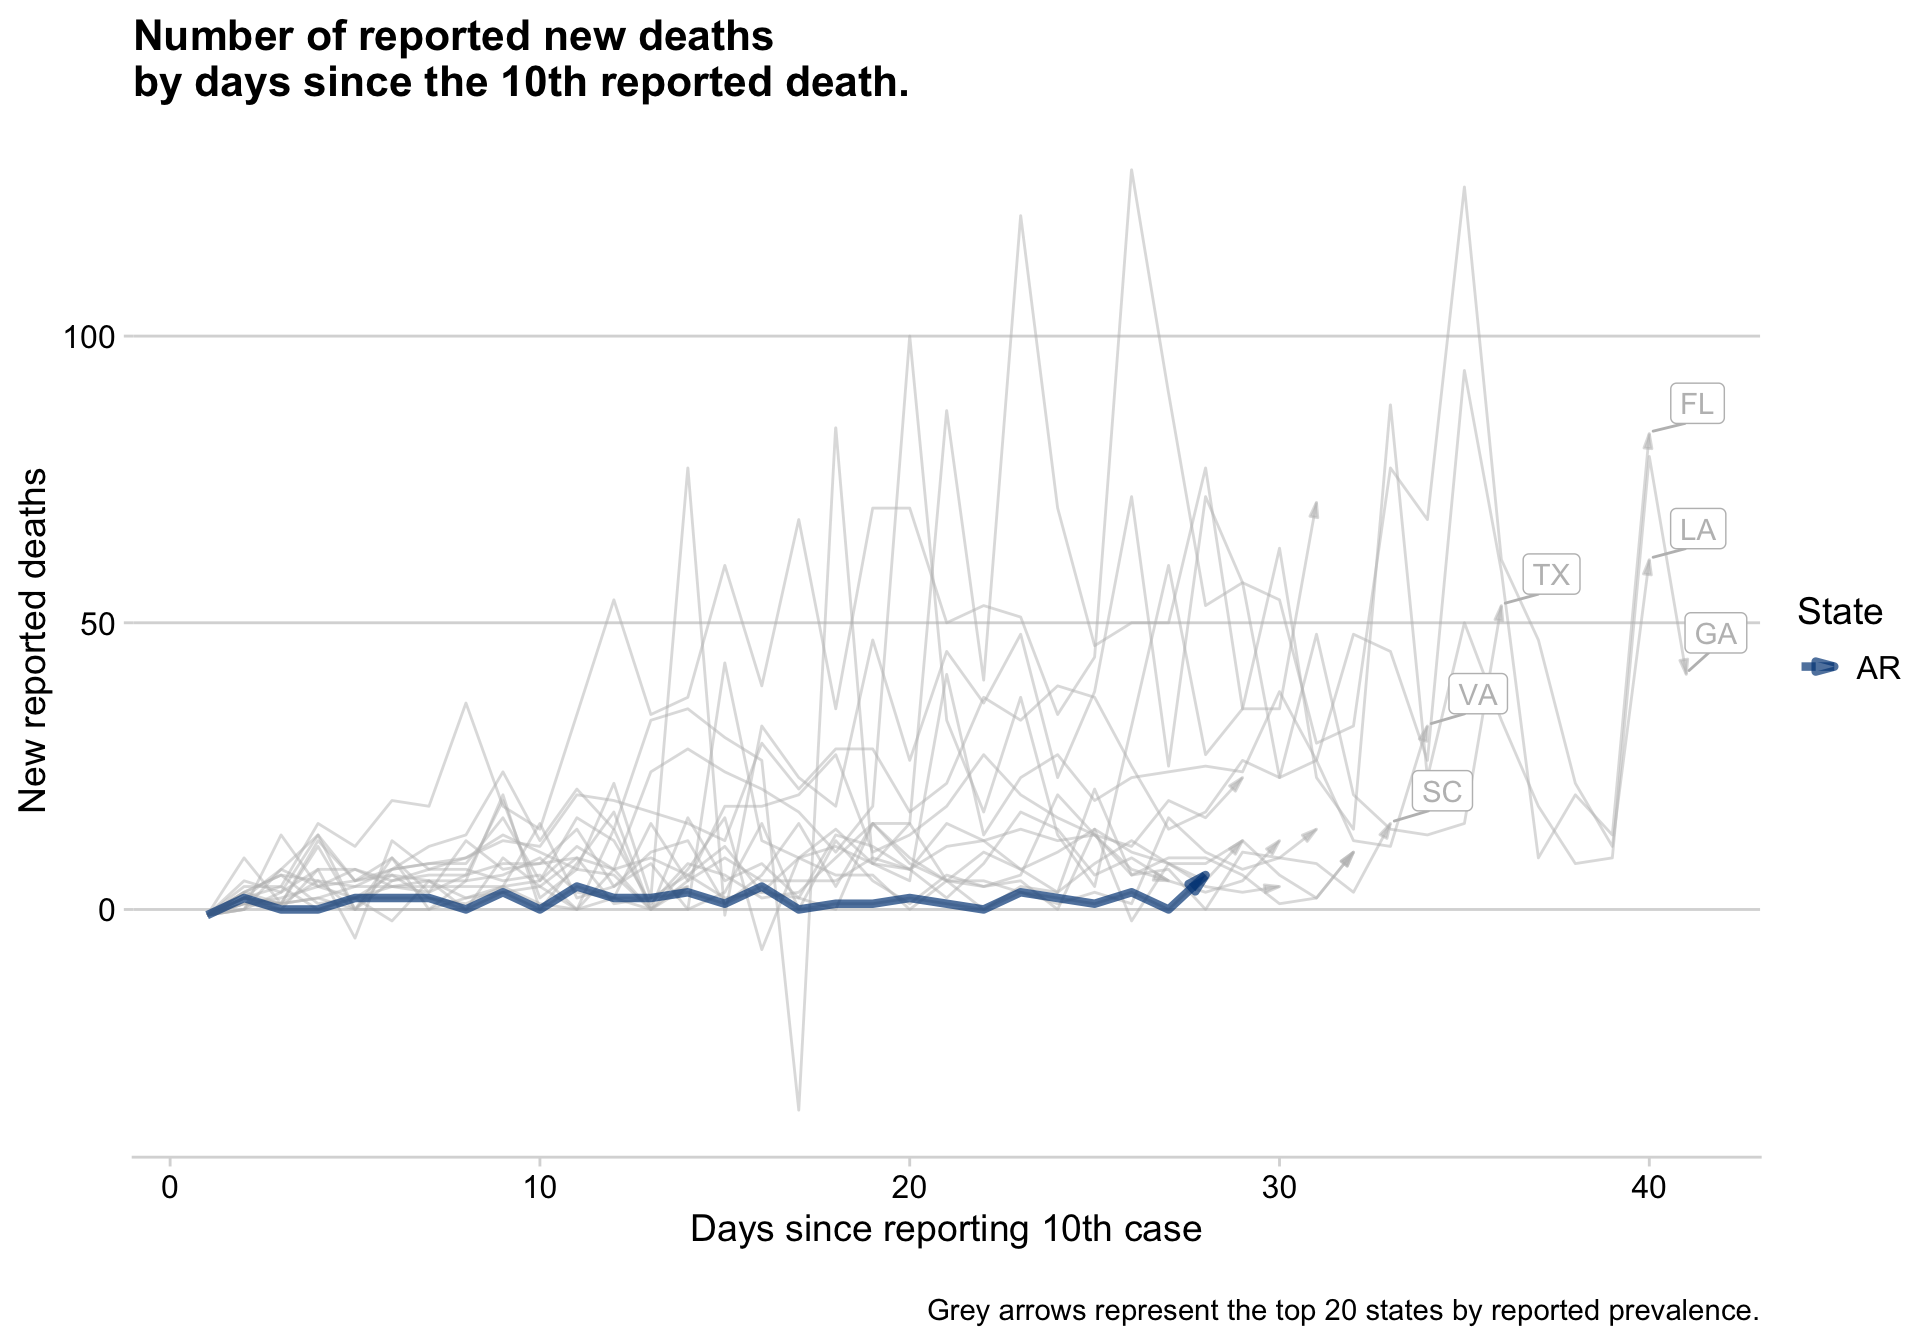 Number of reported new deaths
by days since the 10th reported death.
New reported deaths
100
50
0
FL
LA
TX
GA
VA
SC
State
AR
0
10
20
30
40
Days since reporting 10th case
Grey arrows represent the top 20 states by reported prevalence.